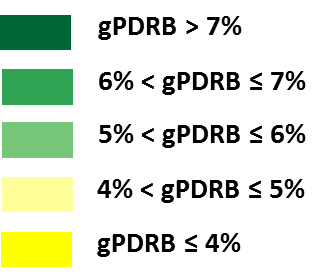 gPDRB > 7%
6% < gPDRB ≤ 7%
5% < gPDRB ≤ 6%
4% < gPDRB ≤ 5%
gPDRB ≤ 4%